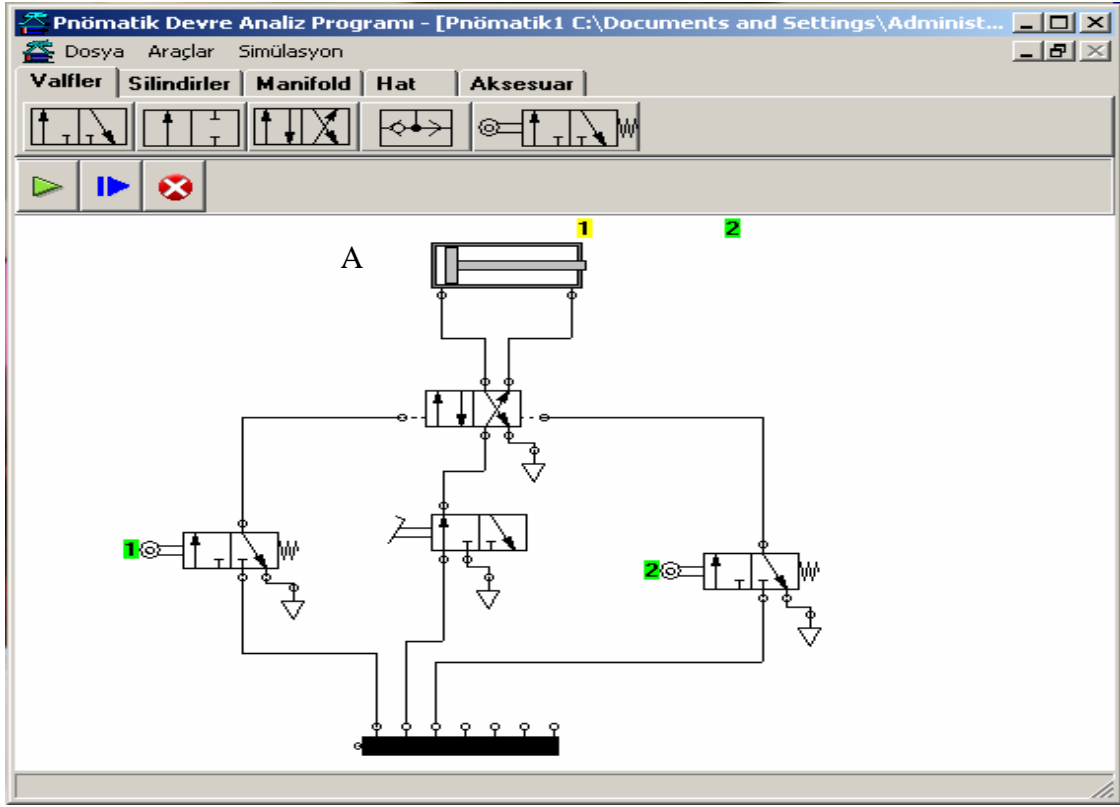 Pnömatik Devre Analiz Programı - [Pnömatik1 C:\Documents and Settings\Administ...
Dosya Araçlar Simülasyon
Valfler Silindirler Manifold Hat Aksesuar
1 2
A
1
2